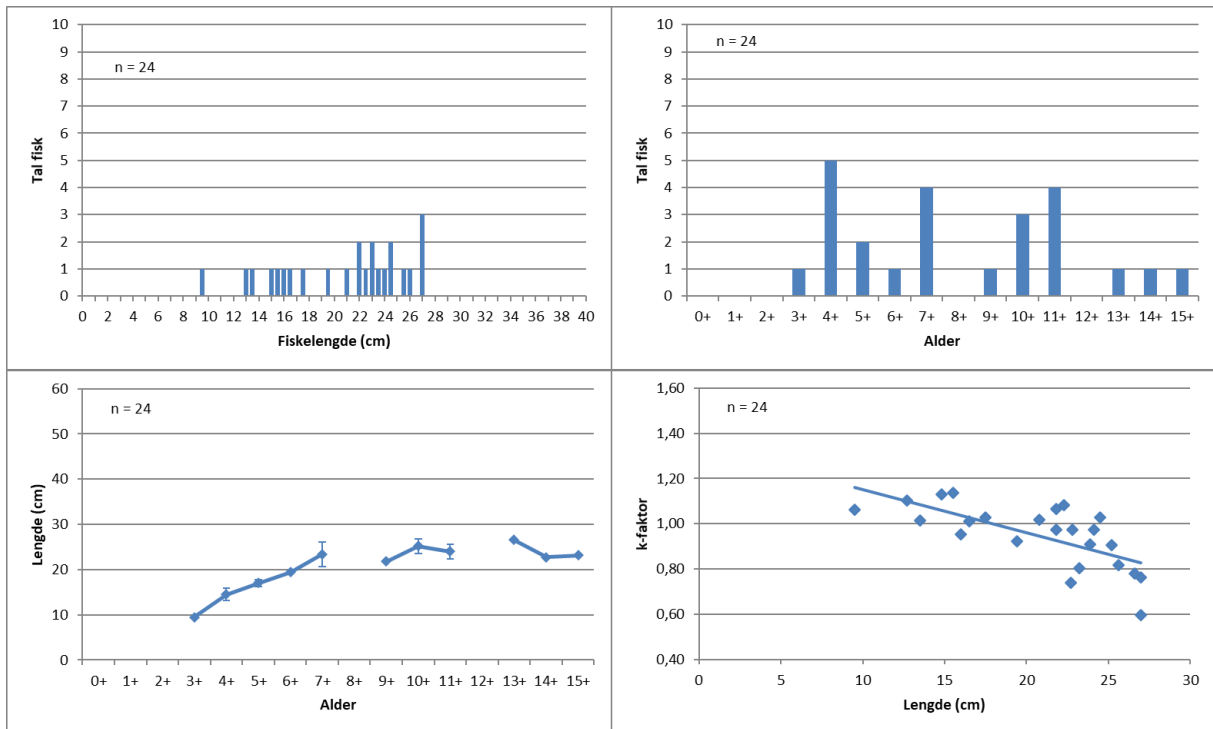 10
9
8
7
6
5
4
3
2
1
0
Tal fisk
n = 24
0 2 4 6 8 10 12 14 16 18 20 22 24 26 28 30 32 34 36 38 40
Fiskelengde (cm)
10
9
8
7
6
5
4
3
2
1
0
Tal fisk
n = 24
0+ 1+ 2+ 3+ 4+ 5+ 6+ 7+ 8+ 9+ 10+ 11+ 12+ 13+ 14+ 15+
Alder
60
50
40
30
20
10
0
Lengde (cm)
n = 24
0+ 1+ 2+ 3+ 4+ 5+ 6+ 7+ 8+ 9+ 10+ 11+ 12+ 13+ 14+ 15+
Alder
1,60
1,40
1,20
1,00
0,80
0,60
0,40
k-faktor
n = 24
0 5 10 15 20 25 30
Lengde (cm)